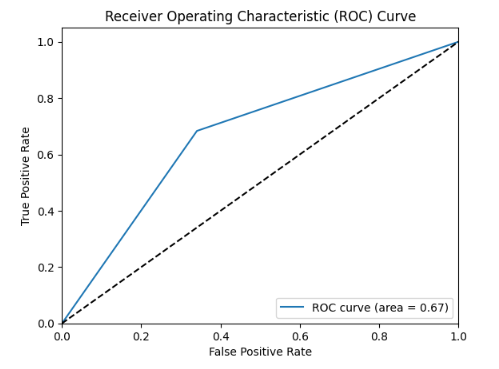 Receiver Operating Characteristic (ROC) Curve
1.0
0.8
0.6
0.4
0.2
0.0
True Positive Rate
ROC curve (area = 0.67)
0.0 0.2 0.4 0.6 0.8 1.0
False Positive Rate